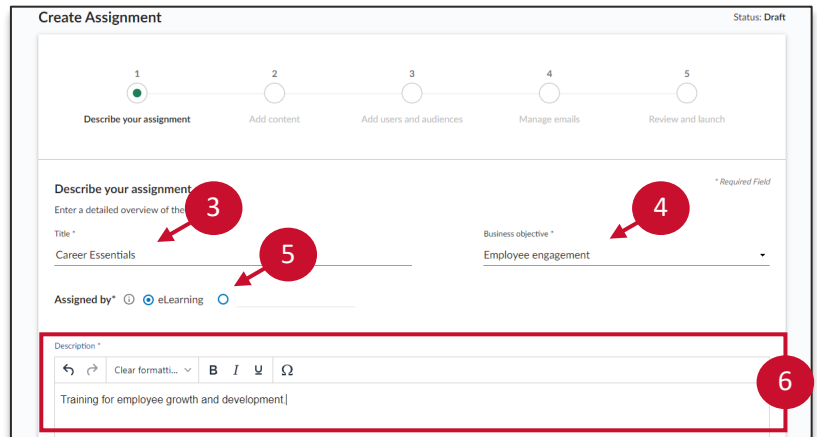 Create Assignment
Status: Draft
1 2 3 4 5
Describe your assignment Add content Add users and audiences Manage emails Review and launch
* Required Field
Describe your assignment
Enter a detailed overview of the
3
4
Title * Business objective *
Career Essentials Employee engagement
5
Assigned by* eLearning
Description *
Clear formatti... B I U Ω
6
Training for employee growth and development.